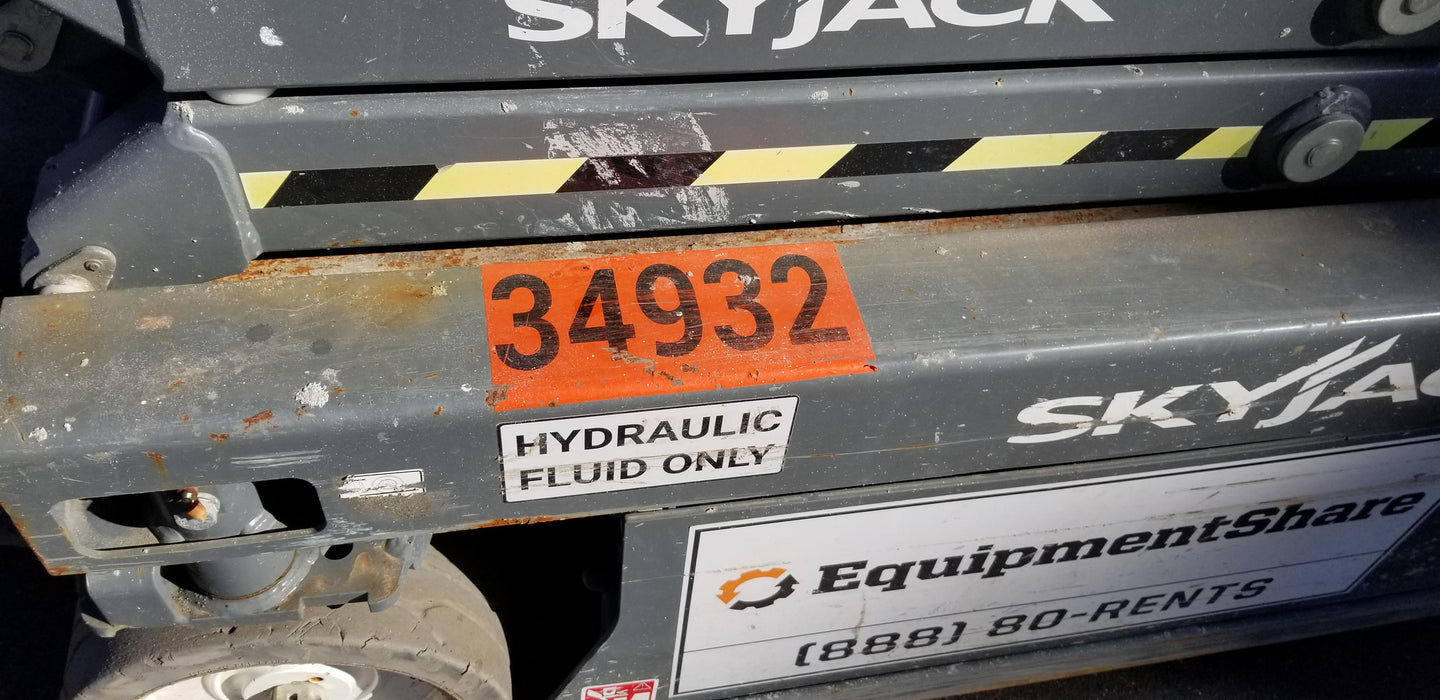 SKYJACK
34932
HYDRAULIC
FLUID ONLY
SKYJAC
EquipmentShare
(888) 80-RENTS